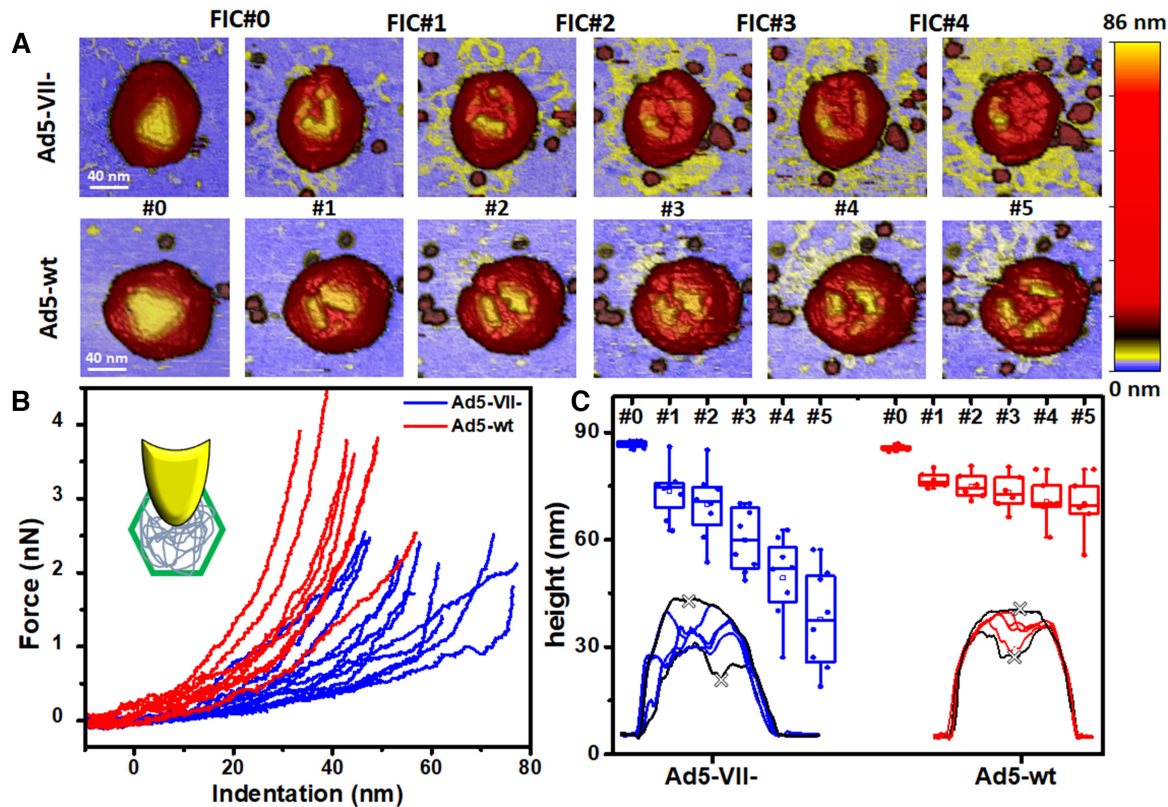 FIC#0 FIC#1 FIC#2 FIC#3 FIC#4 86 nm
A
Ad5-VII-
40 nm
#0 #1 #2 #3 #4 #5
Ad5-wt
40 nm
0 nm
B
Ad5-VII-
Ad5-wt
4
3
2
1
0
Force (nN)
0 20 40 60 80
Indentation (nm)
C
#0 #1 #2 #3 #4 #5 #0 #1 #2 #3 #4 #5
90
60
30
0
height (nm)
Ad5-VII- Ad5-wt